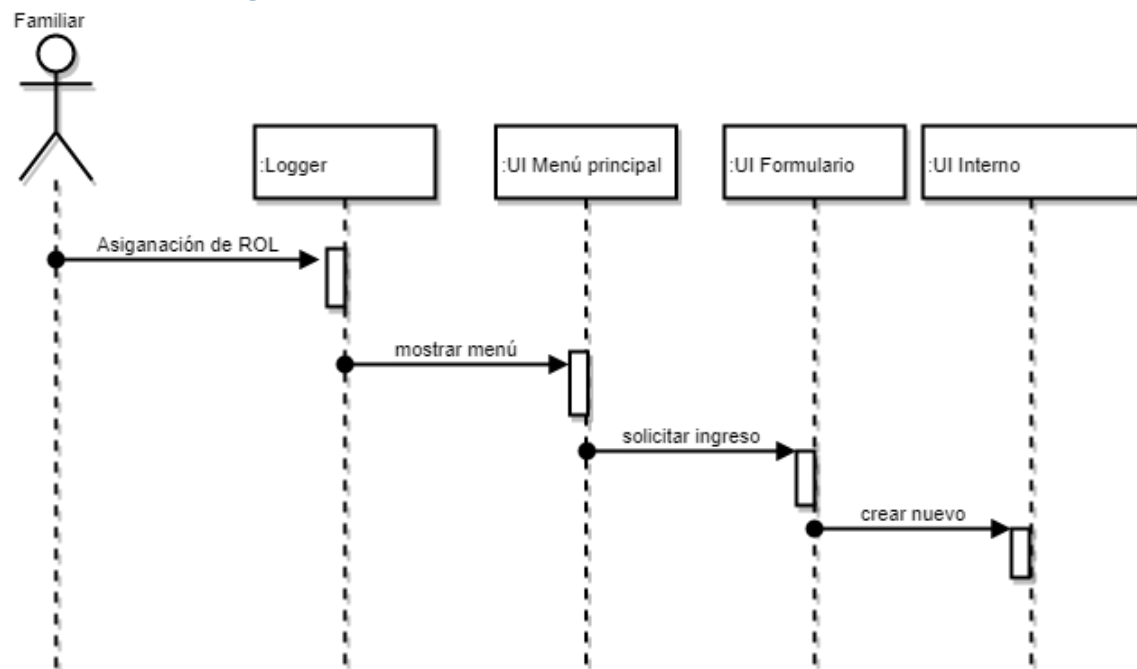 Familiar
:Logger
:UI Menú principal
:UI Formulario
:UI Interno
Asiganación de ROL
mostrar menú
solicitar ingreso
crear nuevo